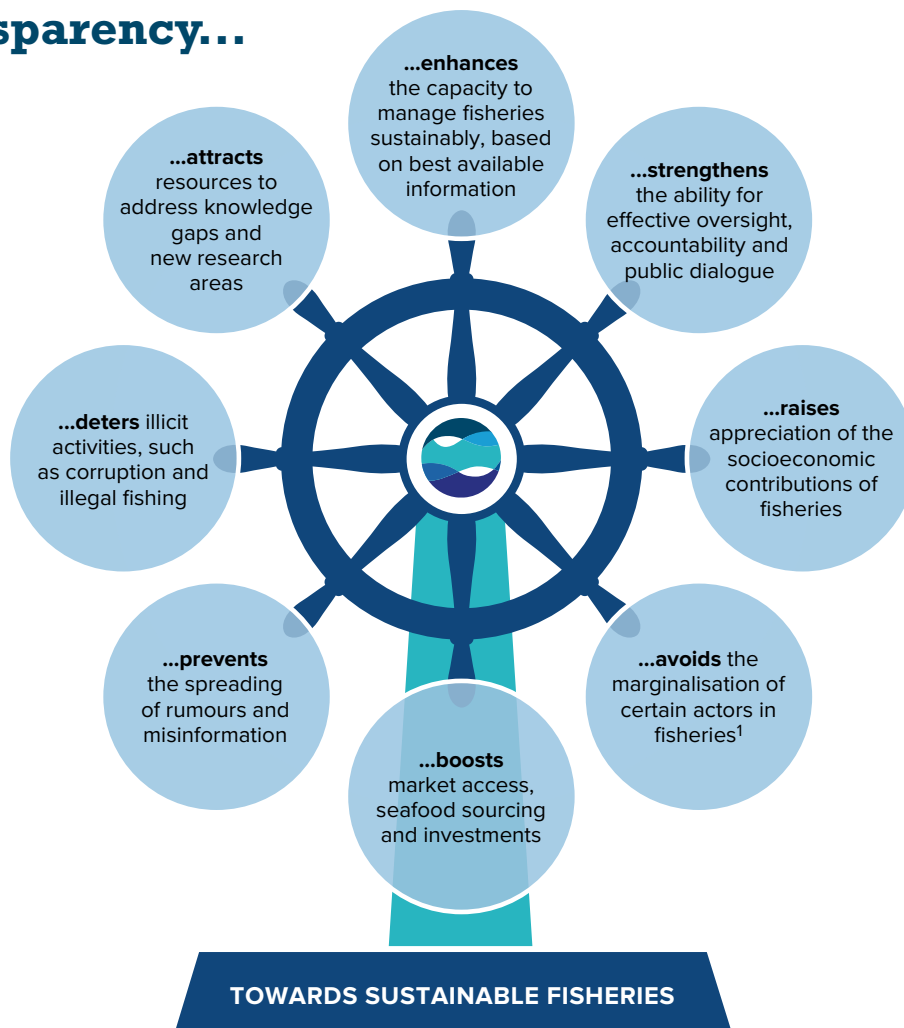 sparency...
...enhances
the capacity to
manage fisheries
sustainably, based
on best available
information
...strengthens
the ability for
effective oversight,
accountability and
public dialogue
...raises
appreciation of the
socioeconomic
contributions of
fisheries
...avoids the
marginalisation of
certain actors in
fisheries¹
...boosts
market access,
seafood sourcing
and investments
...prevents
the spreading
of rumours and
misinformation
...deters illicit
activities, such
as corruption and
illegal fishing
...attracts
resources to
address knowledge
gaps and
new research
areas
TOWARDS SUSTAINABLE FISHERIES